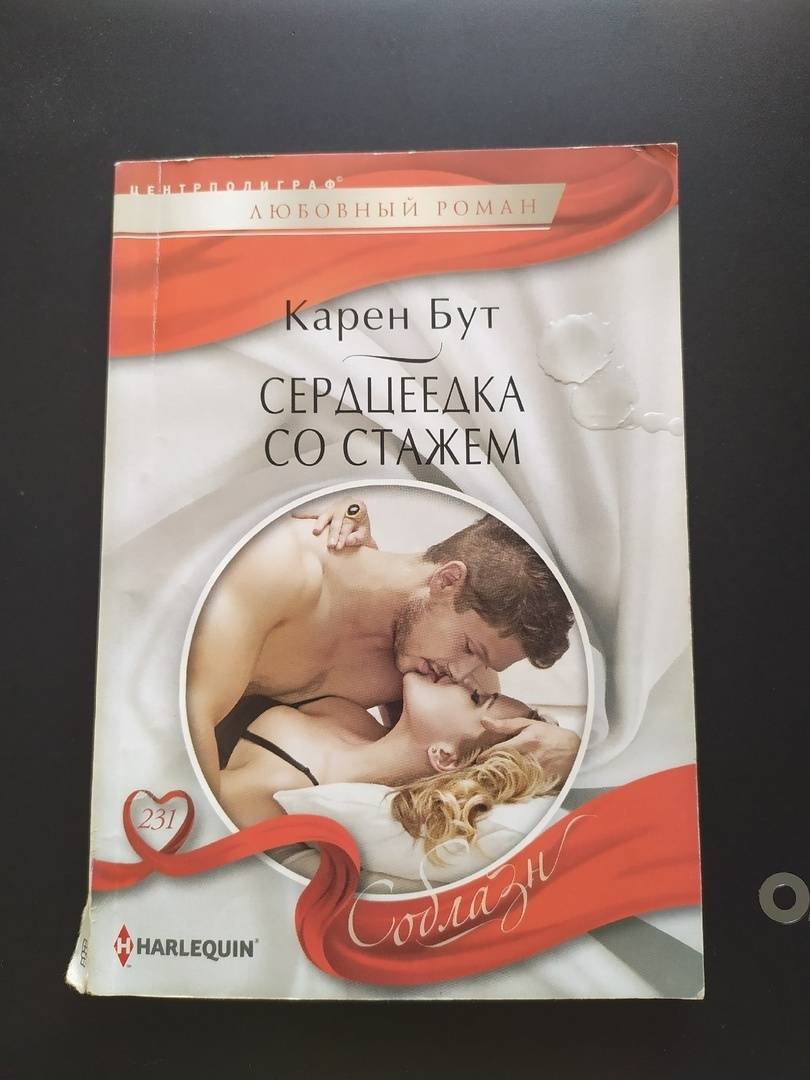 ЦЕНТРПОЛИГРАФ©
ЛЮБОВНЫЙ РОМАН
Карен Бут
СЕРДЦЕЕДКА
СО СТАЖЕМ
231
Соблазн
HARLEQUIN®